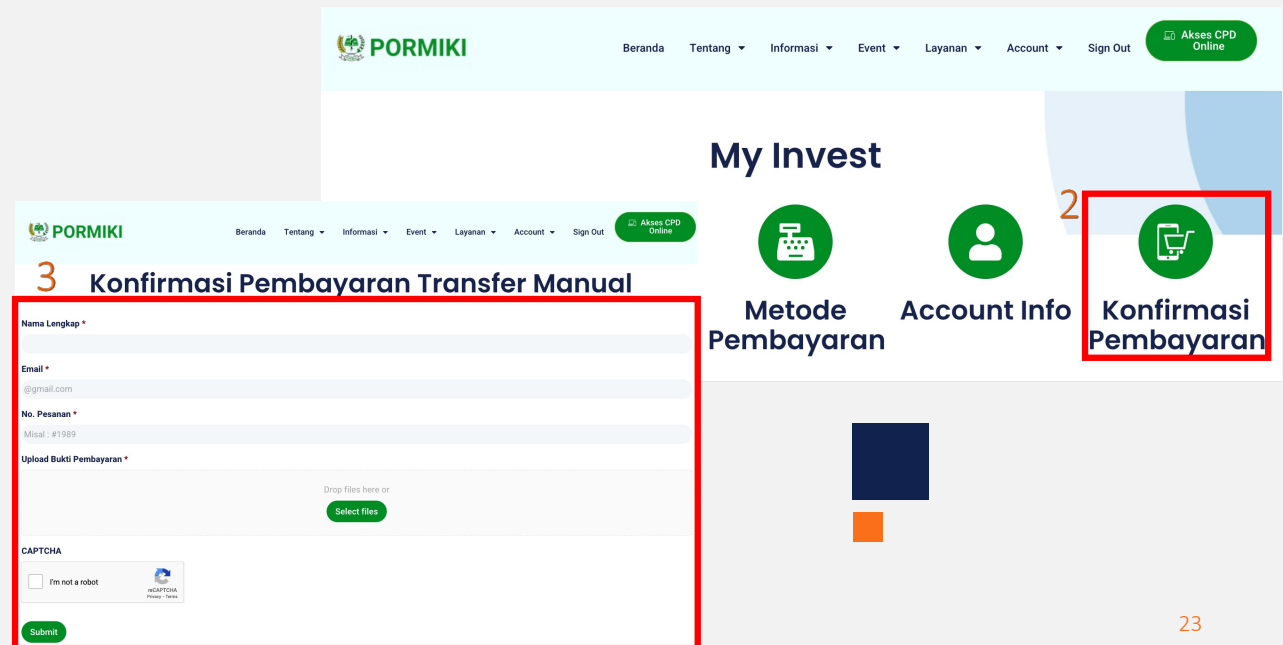 PORMIKI
Beranda Tentang Informasi Event Layanan Account Sign Out Akses CPD Online
My Invest
2
Metode Pembayaran
Account Info
Konfirmasi Pembayaran
PORMIKI
Beranda Tentang Informasi Event Layanan Account Sign Out Akses CPD Online
3
Konfirmasi Pembayaran Transfer Manual
Nama Lengkap *
Email *
@gmail.com
No. Pesanan *
Misal : #1989
Upload Bukti Pembayaran *
Drop files here or
Select files
CAPTCHA
I'm not a robot
reCAPTCHA
Privacy - Terms
Submit
23